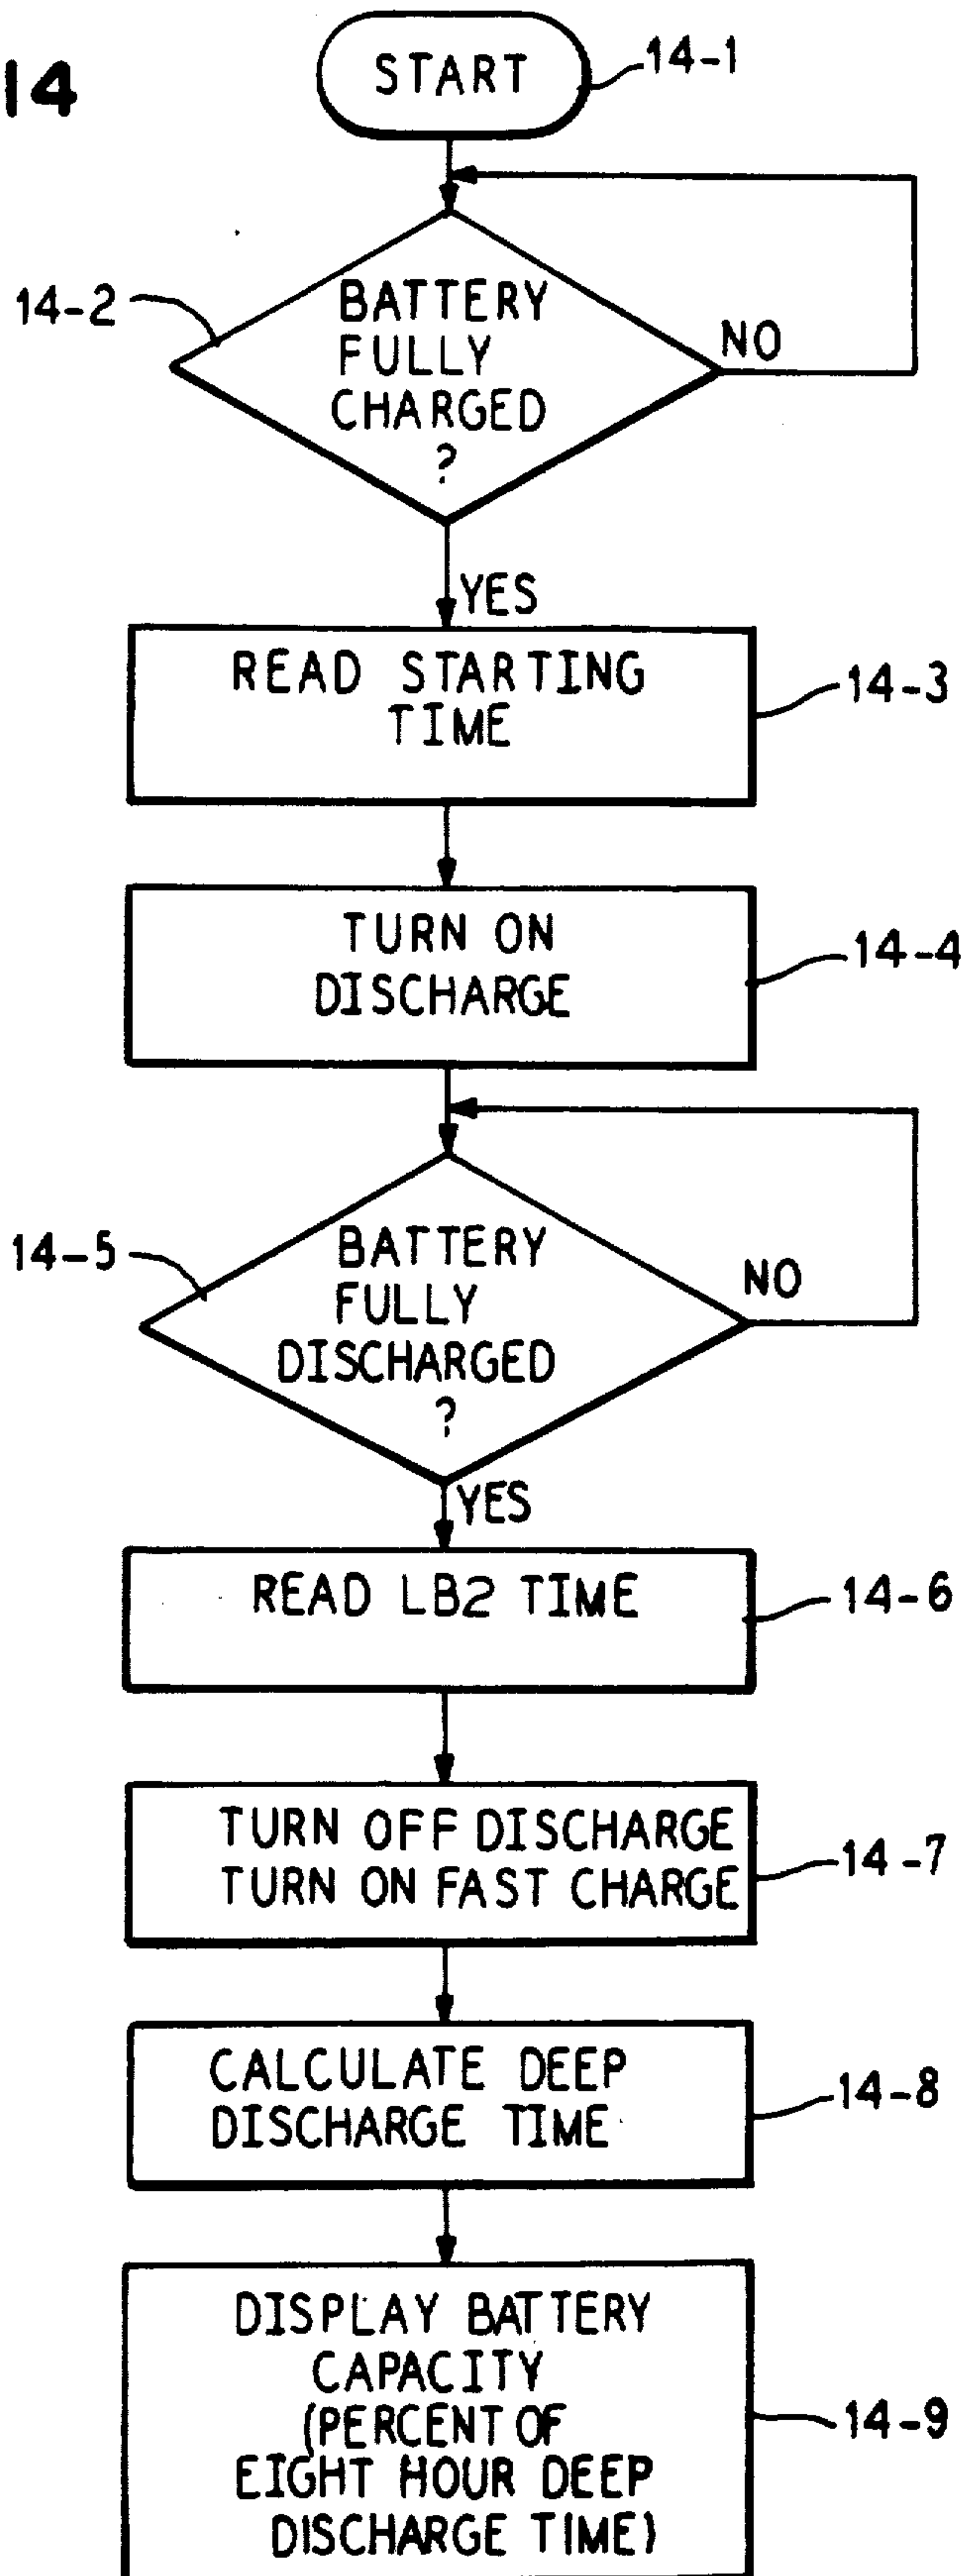 14
START
14-1
14-2
BATTERY
FULLY
CHARGED
?
NO
YES
READ STARTING
TIME
14-3
TURN ON
DISCHARGE
14-4
14-5
BATTERY
FULLY
DISCHARGED
?
NO
YES
READ LB2 TIME
14-6
TURN OFF DISCHARGE
TURN ON FAST CHARGE
14-7
CALCULATE DEEP
DISCHARGE TIME
14-8
DISPLAY BATTERY
CAPACITY
(PERCENT OF
EIGHT HOUR DEEP
DISCHARGE TIME)
14-9